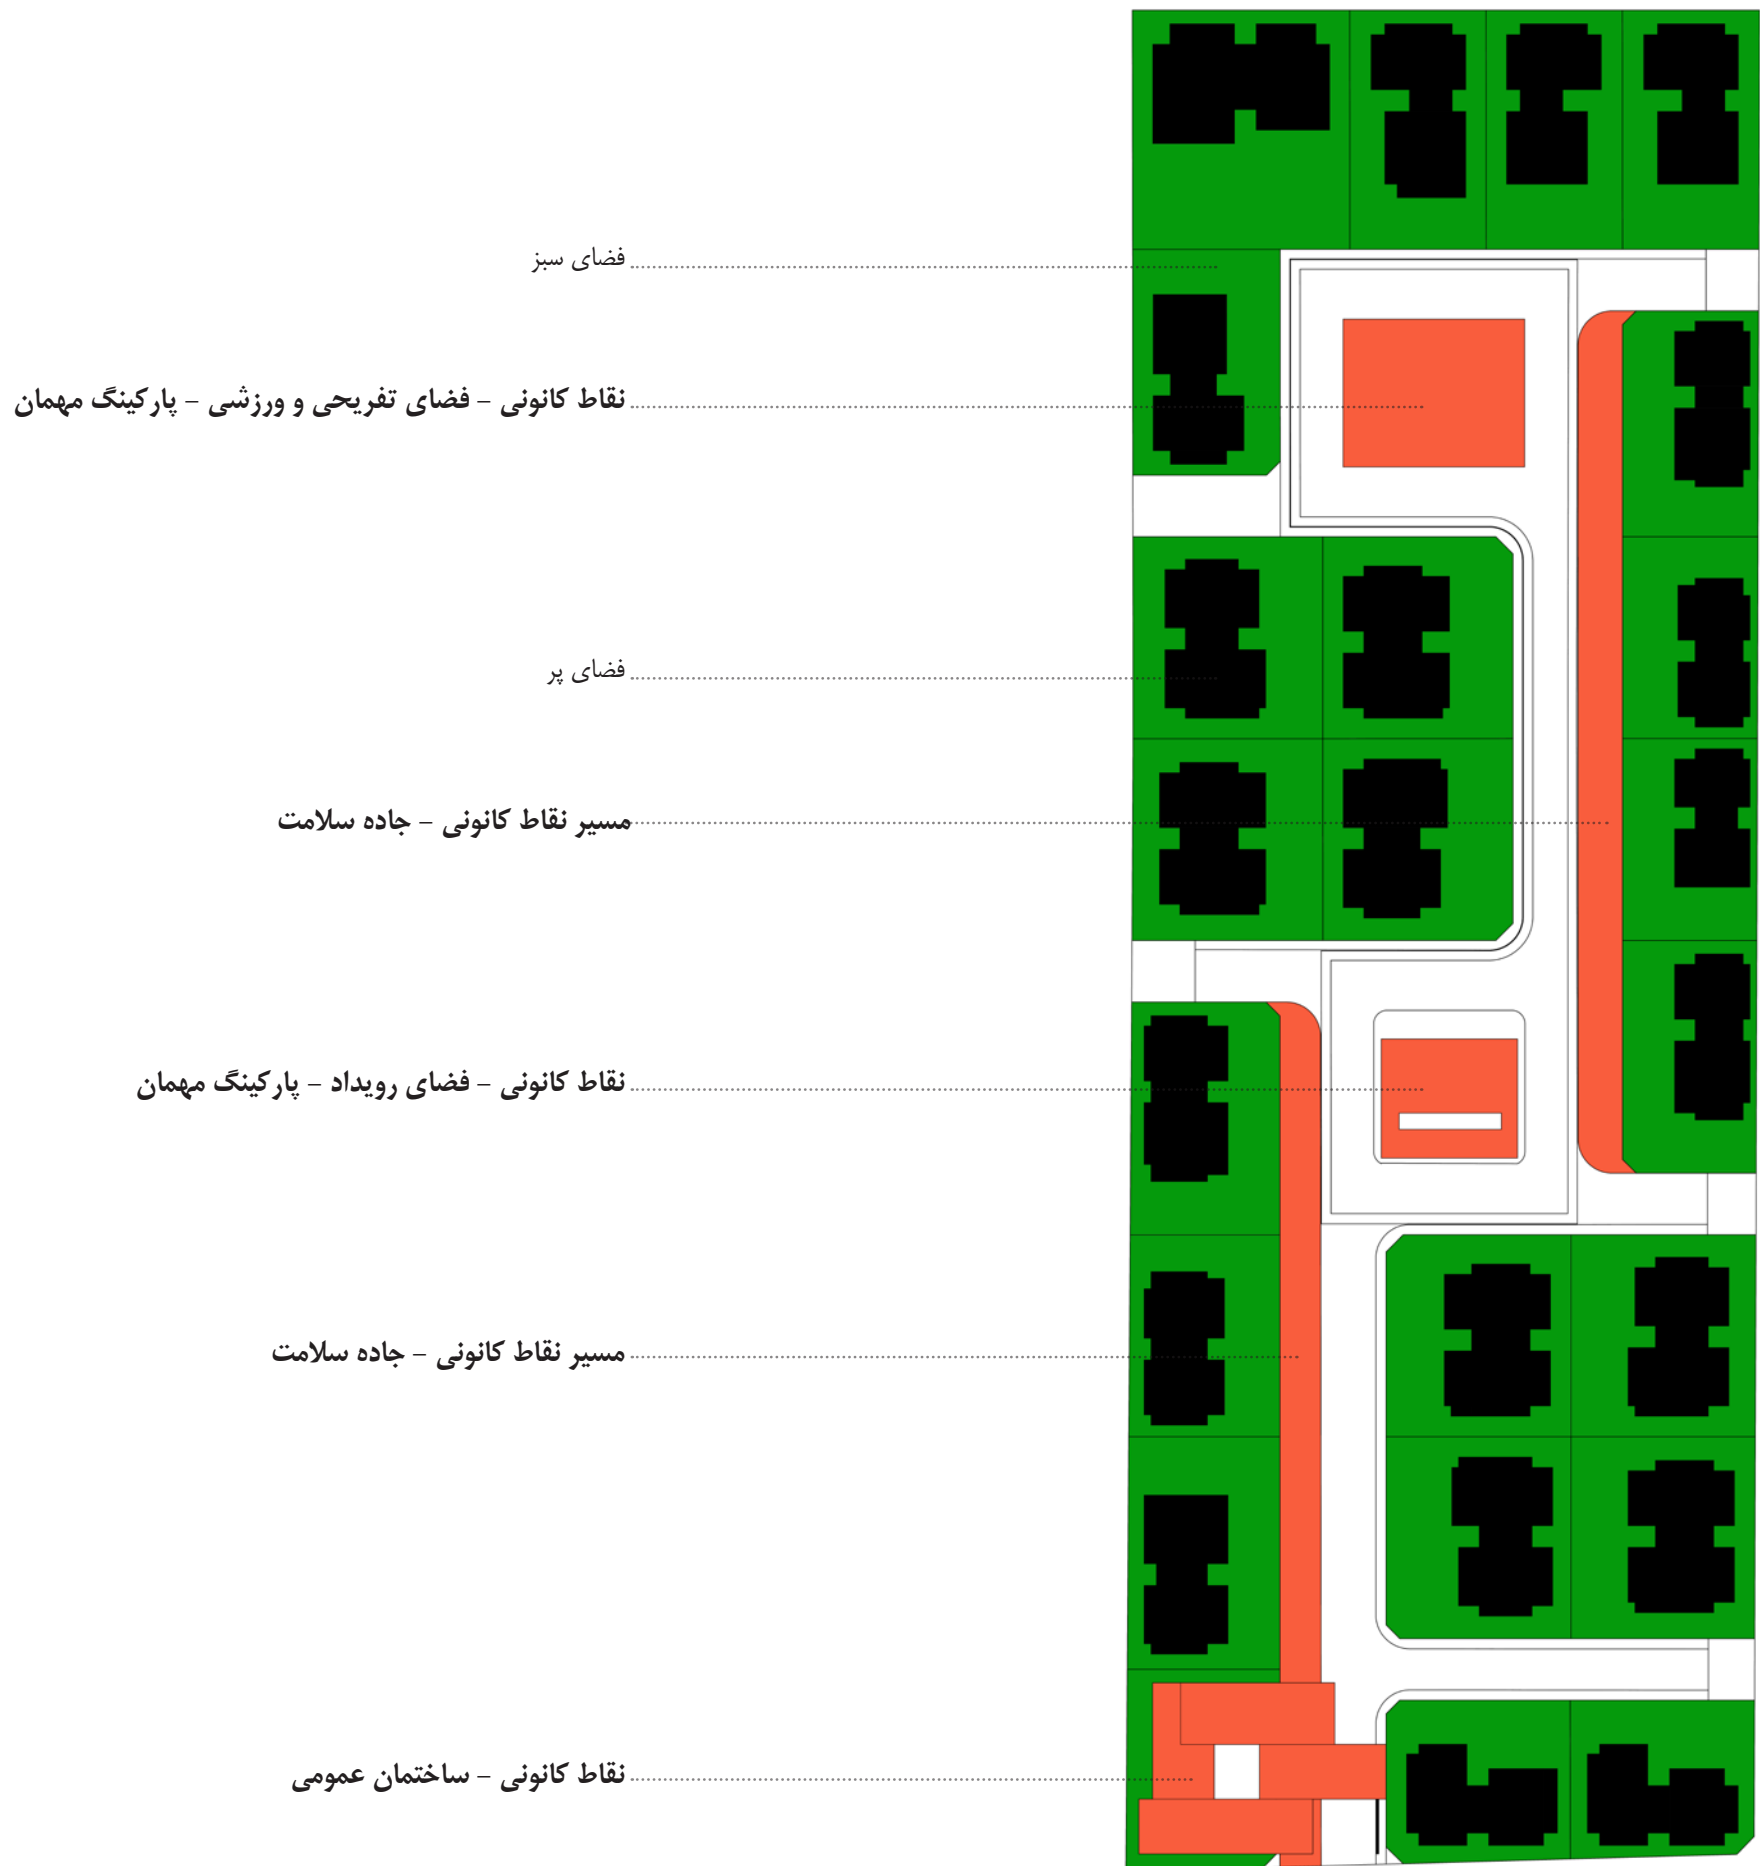 فضای سبز
نقاط کانونی - فضای تفریحی و ورزشی - پارکینگ مهمان
فضای پر
مسیر نقاط کانونی - جاده سلامت
نقاط کانونی - فضای رویداد - پارکینگ مهمان
مسیر نقاط کانونی - جاده سلامت
نقاط کانونی - ساختمان عمومی